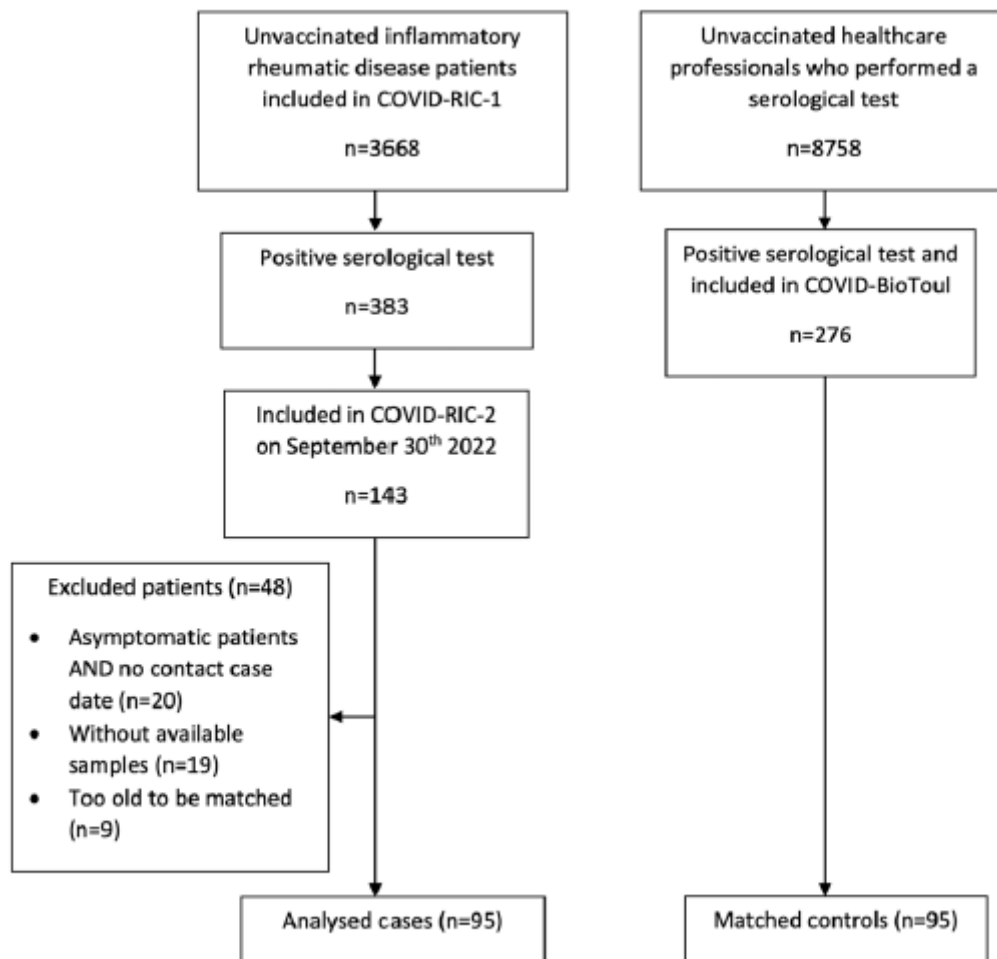 Unvaccinated inflammatory
rheumatic disease patients
included in COVID-RIC-1
n=3668
Unvaccinated healthcare
professionals who performed a
serological test
n=8758
Positive serological test
n=383
Positive serological test and
included in COVID-BioToul
n=276
Included in COVID-RIC-2
on September 30th 2022
n=143
Excluded patients (n=48)
• Asymptomatic patients
AND no contact case
date (n=20)
• Without available
samples (n=19)
• Too old to be matched
(n=9)
Analysed cases (n=95)
Matched controls (n=95)